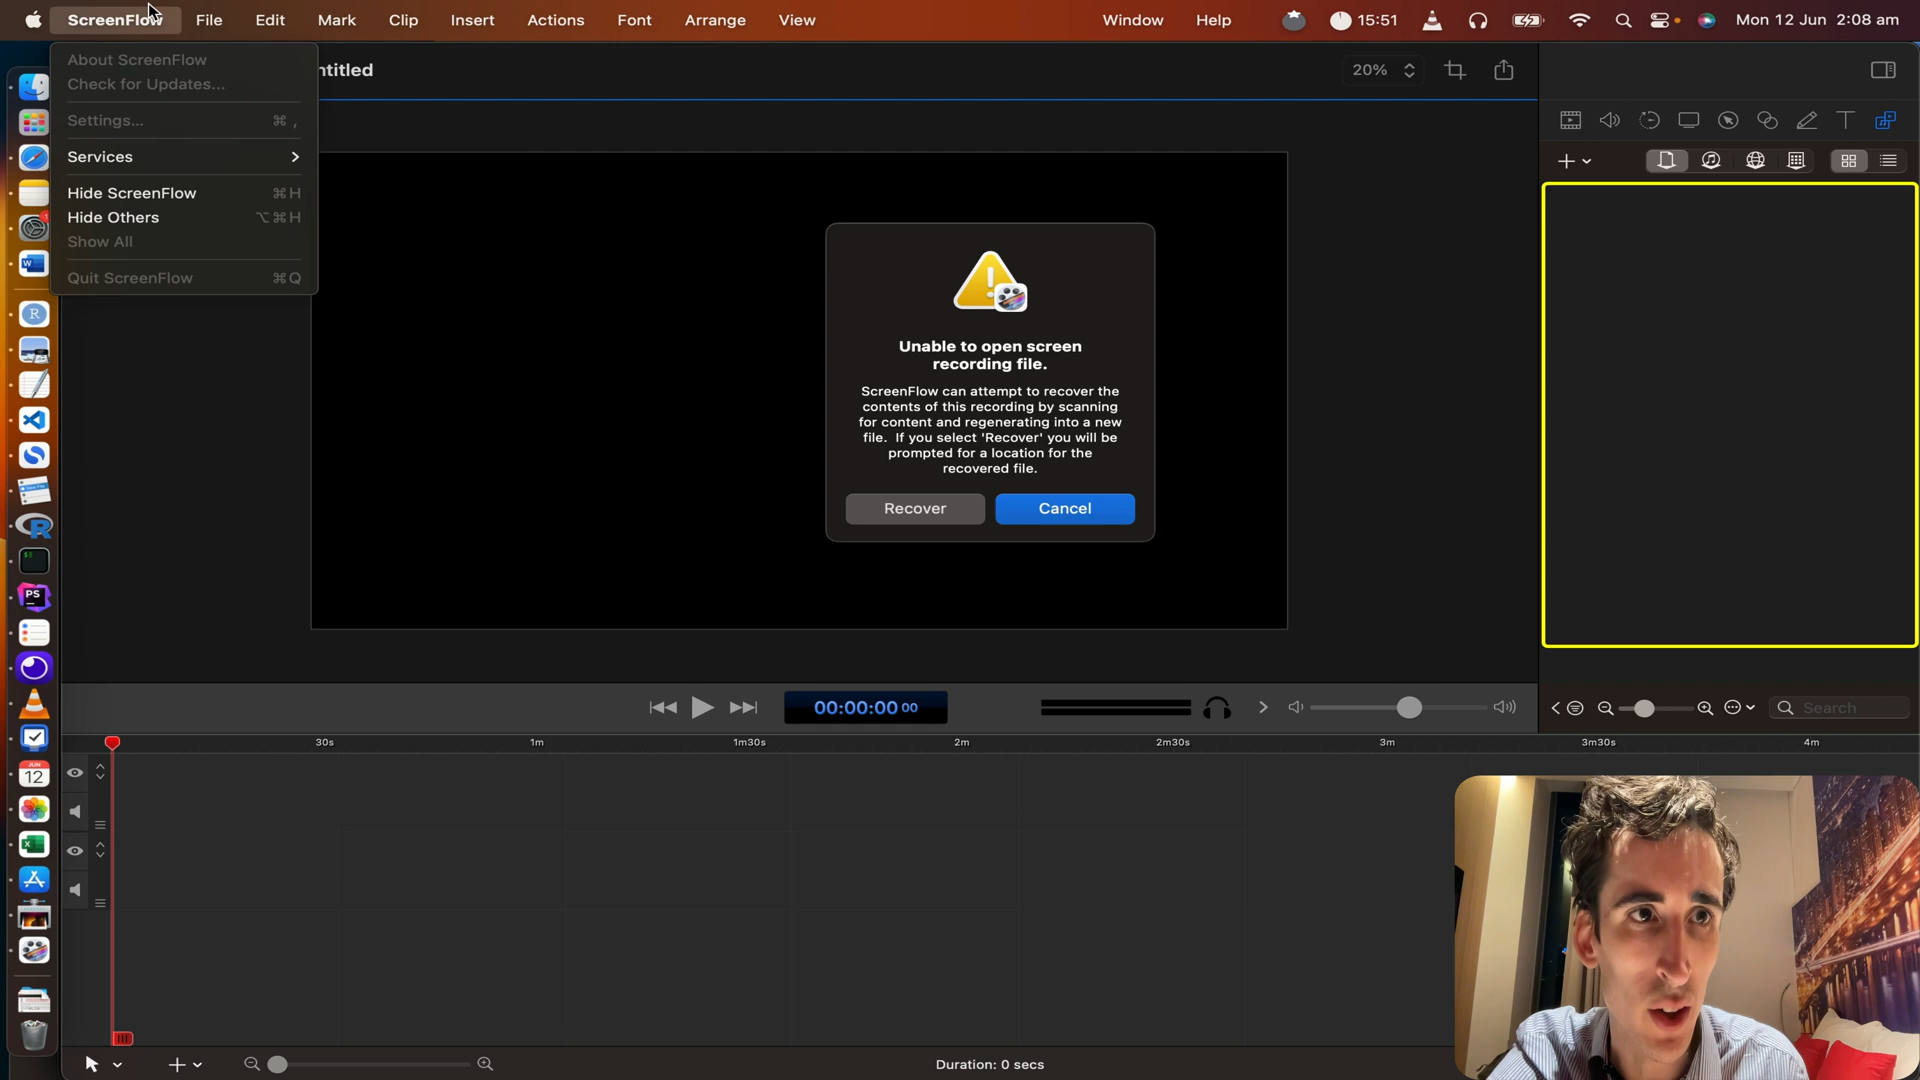 ScreenFlow File Edit Mark Clip Insert Actions Font Arrange View Window Help 15:51 Mon 12 Jun 2:08 am
About ScreenFlow
Check for Updates...
Settings... ⌘ ,
Services
Hide ScreenFlow ⌘H
Hide Others ⌥⌘H
Show All
Quit ScreenFlow ⌘Q
ntitled
20%
Unable to open screen
recording file.
ScreenFlow can attempt to recover the
contents of this recording by scanning
for content and regenerating into a new
file. If you select 'Recover' you will be
prompted for a location for the
recovered file.
Recover Cancel
00:00:00 00
Search
30s 1m 1m30s 2m 2m30s 3m 3m30s 4m
R
W
R
$$
PS
JUN
12
X
Duration: 0 secs